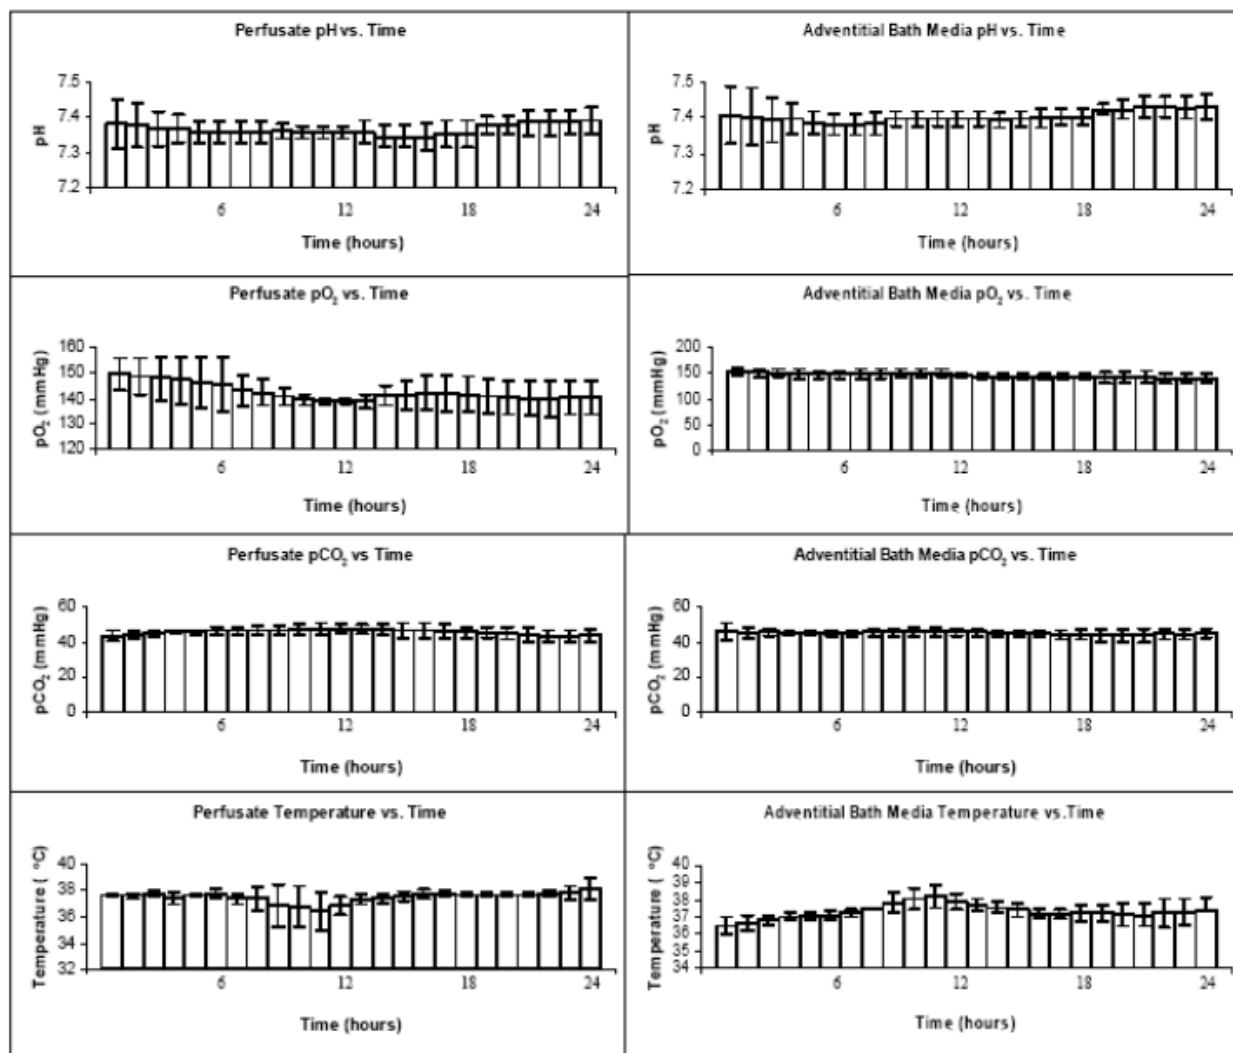 Perfusate pH vs. Time
pH
7.5
7.4
7.3
7.2
6
12
18
24
Time (hours)
Adventitial Bath Media pH vs. Time
pH
7.5
7.4
7.3
7.2
6
12
18
24
Time (hours)
Perfusate pO₂ vs. Time
pO₂ (mmHg)
160
150
140
130
120
6
12
18
24
Time (hours)
Adventitial Bath Media pO₂ vs. Time
pO₂ (mmHg)
200
150
100
50
0
6
12
18
24
Time (hours)
Perfusate pCO₂ vs Time
pCO₂ (mmHg)
60
40
20
0
6
12
18
24
Time (hours)
Adventitial Bath Media pCO₂ vs. Time
pCO₂ (mmHg)
60
40
20
0
6
12
18
24
Time (hours)
Perfusate Temperature vs. Time
Temperature ( °C)
40
38
36
34
32
6
12
18
24
Time (hours)
Adventitial Bath Media Temperature vs.Time
Temperature ( °C)
40
39
38
37
36
35
34
6
12
18
24
Time (hours)